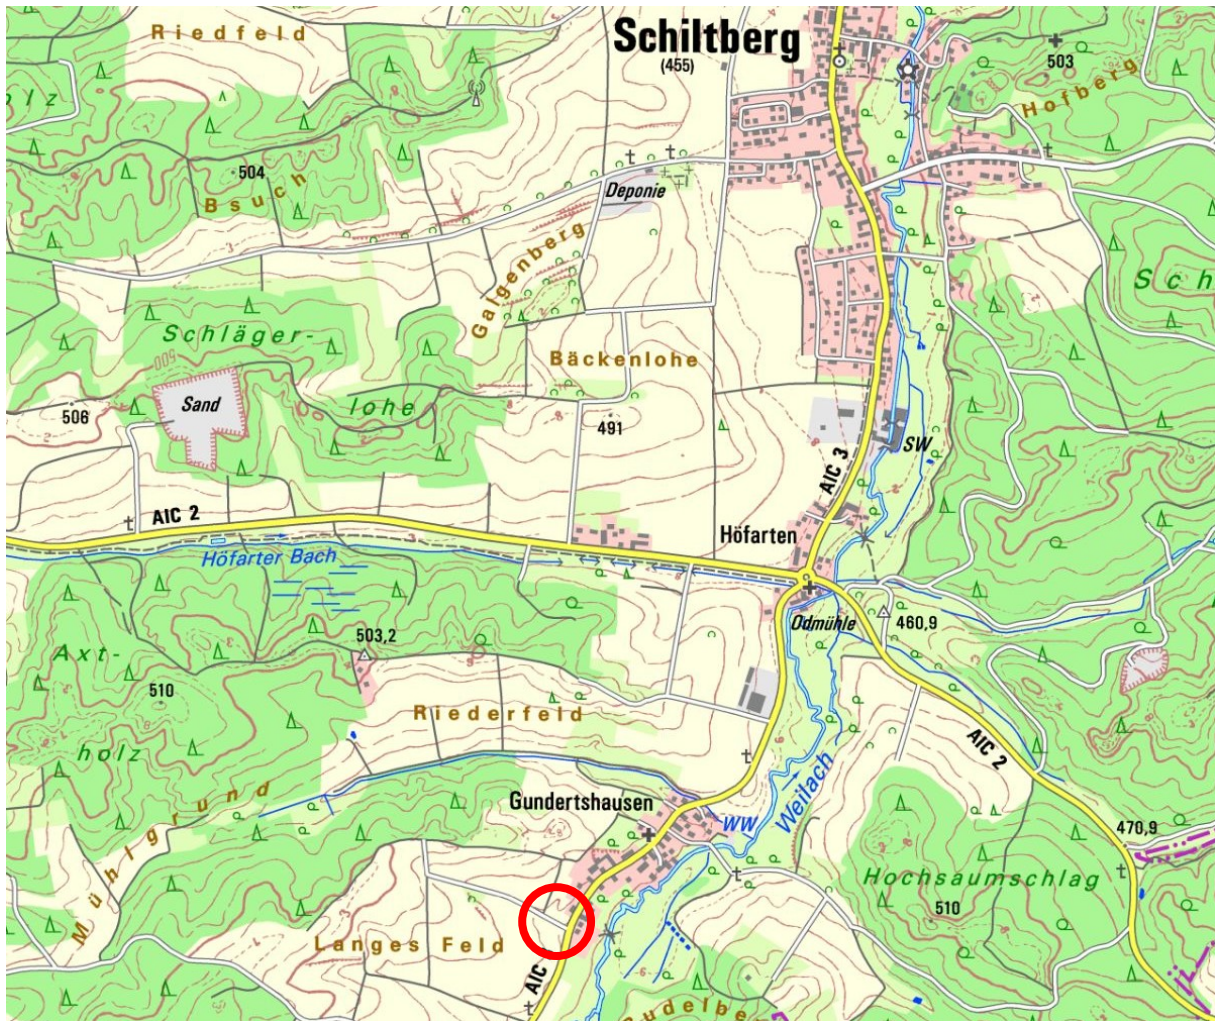 Riedfeld
Schiltberg
(455)
503
Hofberg
olz
504
Bsuch
Deponie
Galgenberg
Sch
Schläger-
lohe
Bäckenlohe
506
Sand
491
SW
AIC 3
AIC 2
Höfarten
Höfarter Bach
Odmühle
460,9
503,2
Axt-
holz
510
Riederfeld
AIC 2
Weilach
Mühlgrund
Gundertshausen
WW
470,9
Hochsaumschlag
510
Langes Feld
AIC
udelber